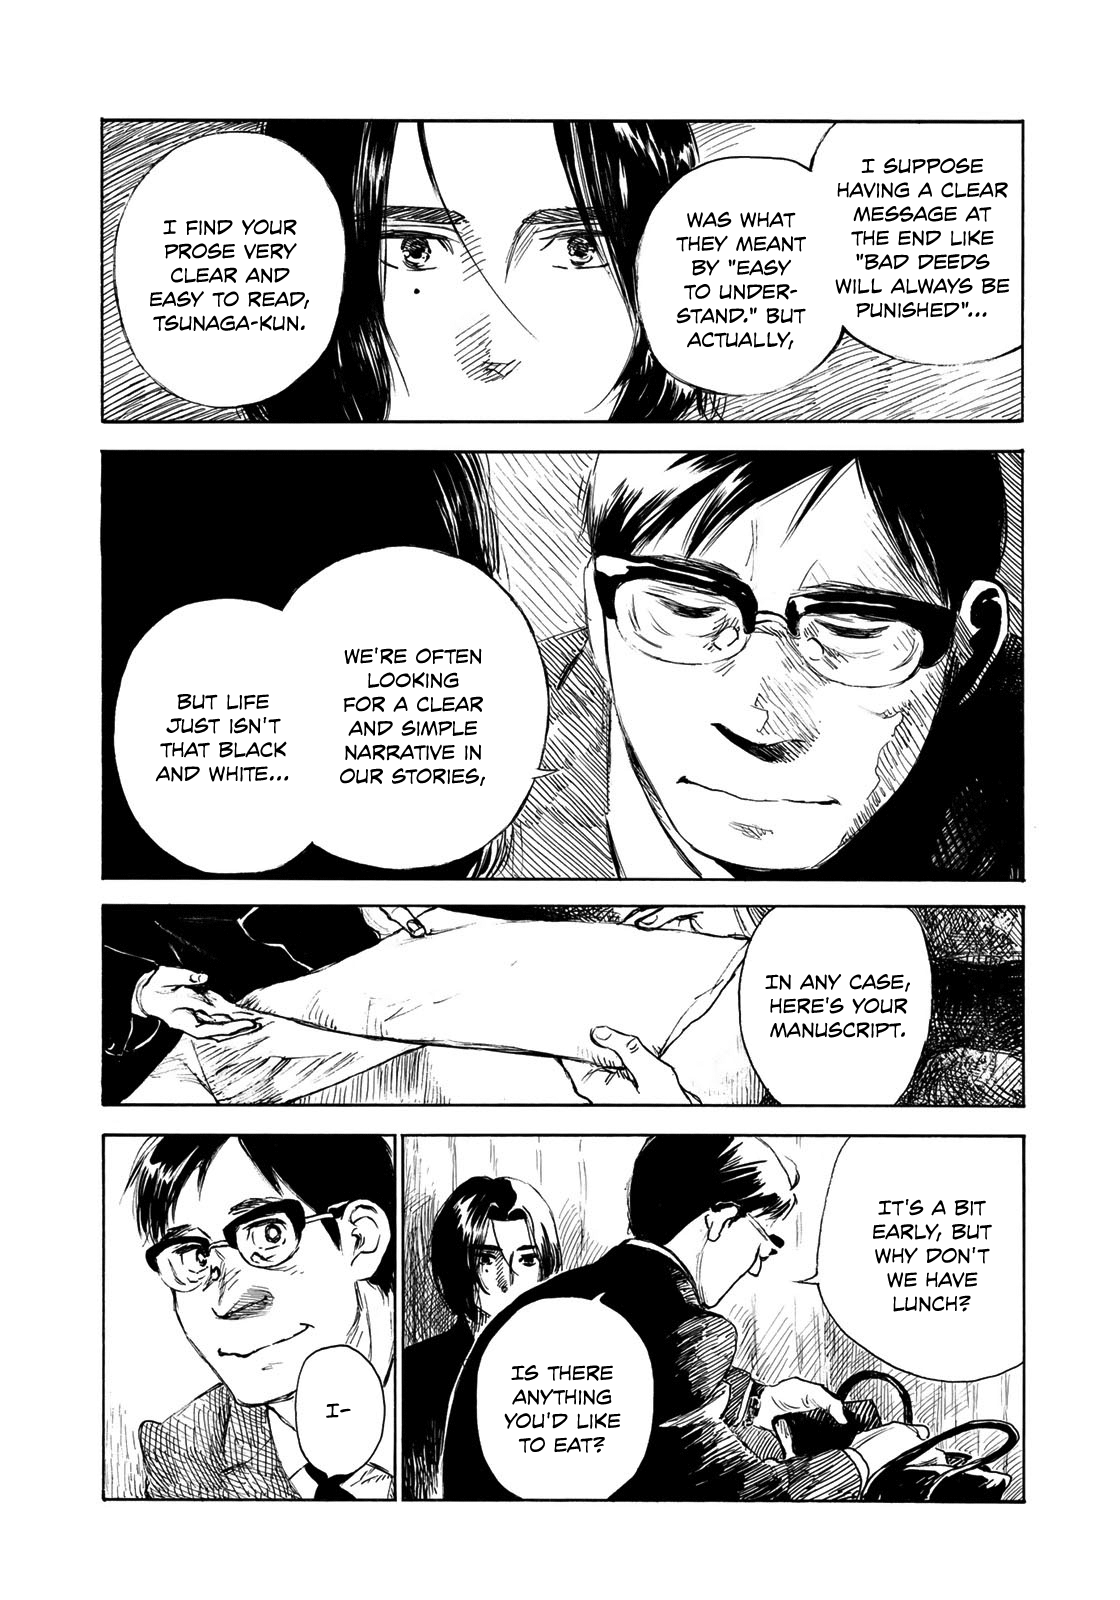 I SUPPOSE
HAVING A CLEAR
MESSAGE AT
THE END LIKE
"BAD DEEDS
WILL ALWAYS BE
PUNISHED"...
WAS WHAT
THEY MEANT
BY "EASY
TO UNDER-
STAND." BUT
ACTUALLY,
I FIND YOUR
PROSE VERY
CLEAR AND
EASY TO READ,
TSUNAGA-KUN.
WE'RE OFTEN
LOOKING
FOR A CLEAR
AND SIMPLE
NARRATIVE IN
OUR STORIES,
BUT LIFE
JUST ISN'T
THAT BLACK
AND WHITE...
IN ANY CASE,
HERE'S YOUR
MANUSCRIPT.
IT'S A BIT
EARLY, BUT
WHY DON'T
WE HAVE
LUNCH?
IS THERE
ANYTHING
YOU'D LIKE
TO EAT?
I-